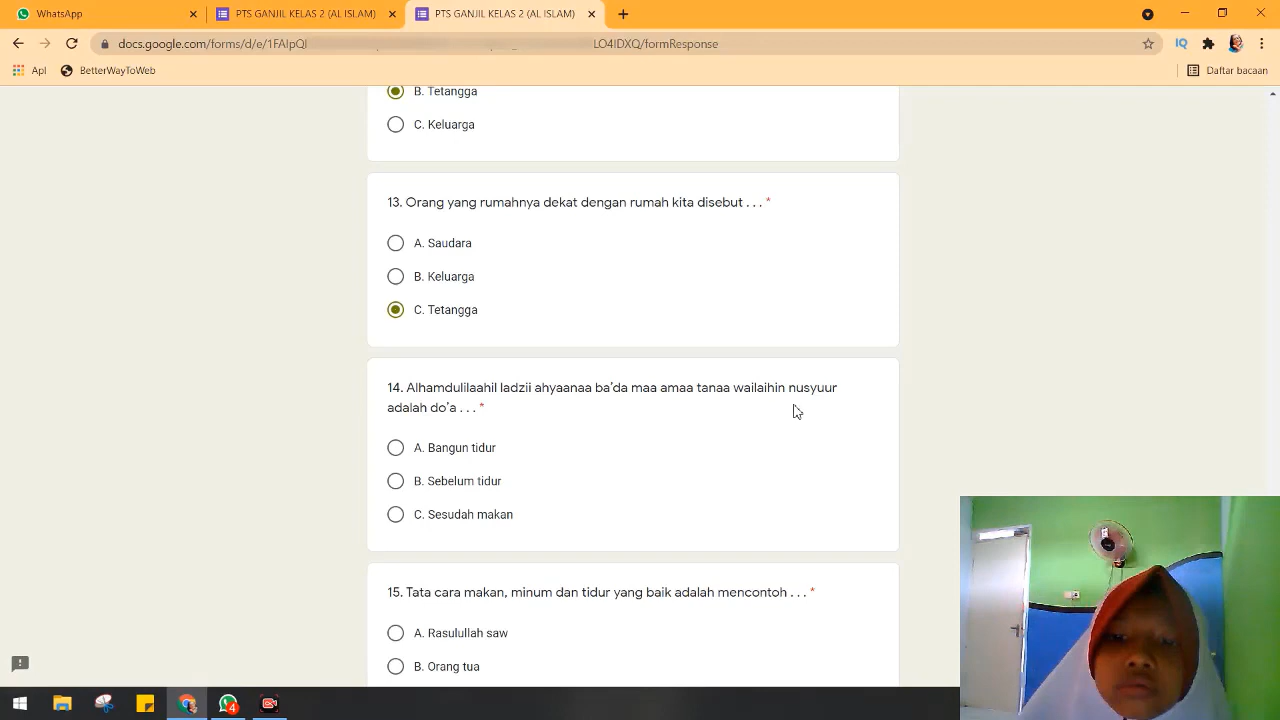 WhatsApp
PTS GANJIL KELAS 2 (AL ISLAM)
PTS GANJIL KELAS 2 (AL ISLAM)
docs.google.com/forms/d/e/1FAIpQl LO4IDXQ/formResponse
IQ
Apl
BetterWayToWeb
Daftar bacaan
B. Tetangga
C. Keluarga
13. Orang yang rumahnya dekat dengan rumah kita disebut . . . *
A. Saudara
B. Keluarga
C. Tetangga
14. Alhamdulilaahil ladzii ahyaanaa ba’da maa amaa tanaa wailaihin nusyuur
adalah do’a . . . *
A. Bangun tidur
B. Sebelum tidur
C. Sesudah makan
15. Tata cara makan, minum dan tidur yang baik adalah mencontoh . . . *
A. Rasulullah saw
B. Orang tua
4